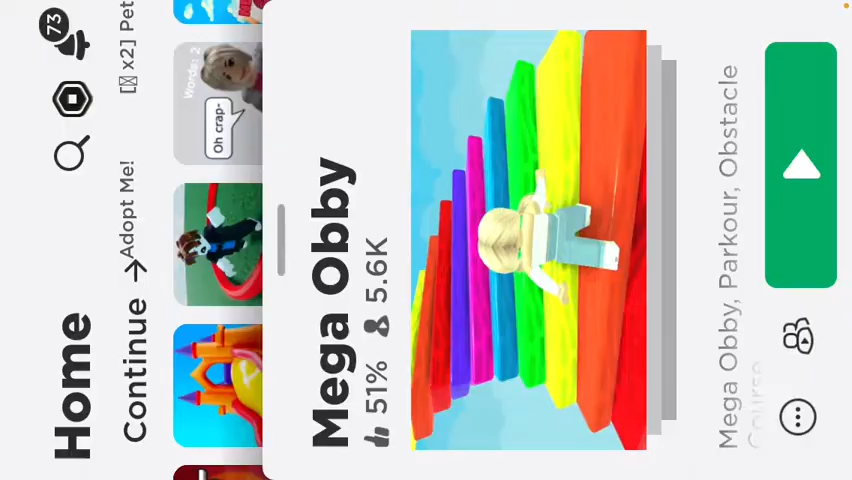 73
Home
Continue →
Adopt Me!
x2] Pet
Words: 2
Oh crap-
Mega Obby
51% 5.6K
Mega Obby, Parkour, Obstacle
Course